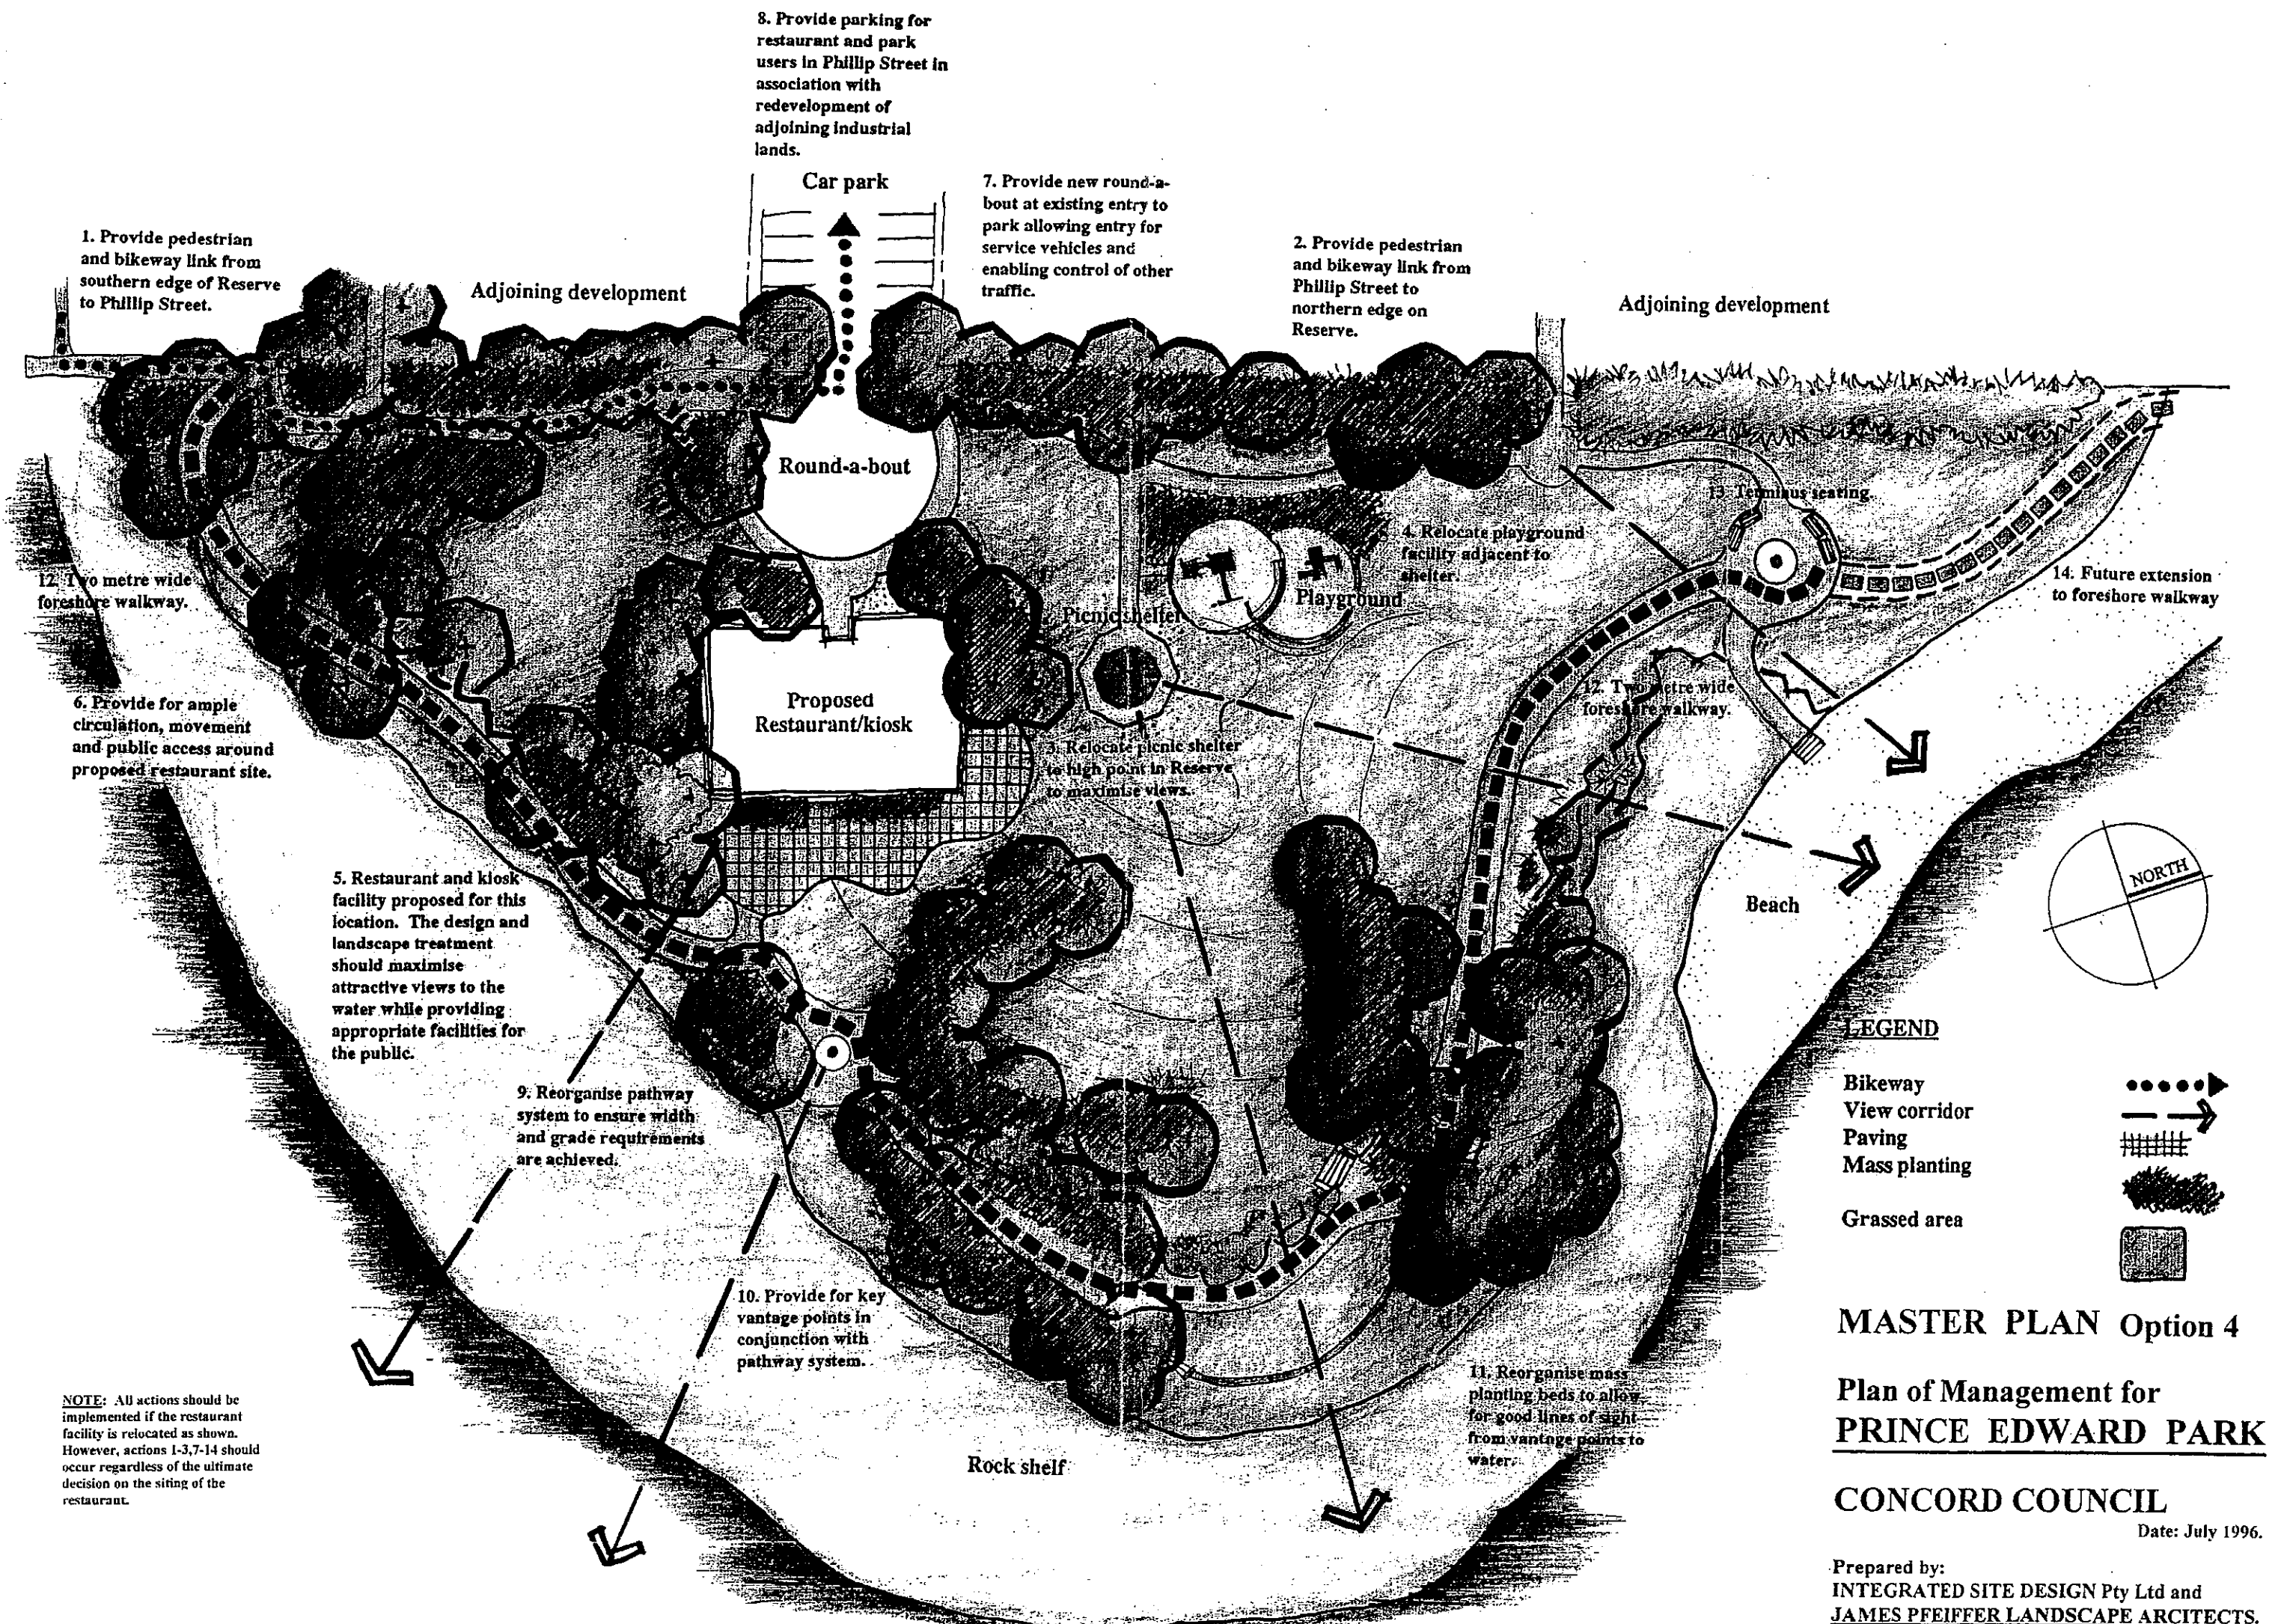 8. Provide parking for
restaurant and park
users in Phillip Street in
association with
redevelopment of
adjoining industrial
lands.
Car park
7. Provide new round-a-
bout at existing entry to
park allowing entry for
service vehicles and
enabling control of other
traffic.
1. Provide pedestrian
and bikeway link from
southern edge of Reserve
to Phillip Street.
Adjoining development
2. Provide pedestrian
and bikeway link from
Phillip Street to
northern edge on
Reserve.
Adjoining development
Round-a-bout
13. Terminus seating.
4. Relocate playground
facility adjacent to
shelter.
Playground
Picnic shelter
14. Future extension
to foreshore walkway
12. Two metre wide
foreshore walkway.
6. Provide for ample
circulation, movement
and public access around
proposed restaurant site.
Proposed
Restaurant/kiosk
12. Two metre wide
foreshore walkway.
3. Relocate picnic shelter
to high point in Reserve
to maximise views.
5. Restaurant and kiosk
facility proposed for this
location. The design and
landscape treatment
should maximise
attractive views to the
water while providing
appropriate facilities for
the public.
Beach
NORTH
9. Reorganise pathway
system to ensure width
and grade requirements
are achieved.
10. Provide for key
vantage points in
conjunction with
pathway system.
11. Reorganise mass
planting beds to allow
for good lines of sight
from vantage points to
water.
Rock shelf
NOTE: All actions should be
implemented if the restaurant
facility is relocated as shown.
However, actions 1-3,7-14 should
occur regardless of the ultimate
decision on the siting of the
restaurant.
LEGEND
Bikeway
View corridor
Paving
Mass planting
Grassed area
MASTER PLAN Option 4
Plan of Management for
PRINCE EDWARD PARK
CONCORD COUNCIL
Date: July 1996.
Prepared by:
INTEGRATED SITE DESIGN Pty Ltd and
JAMES PFEIFFER LANDSCAPE ARCITECTS.